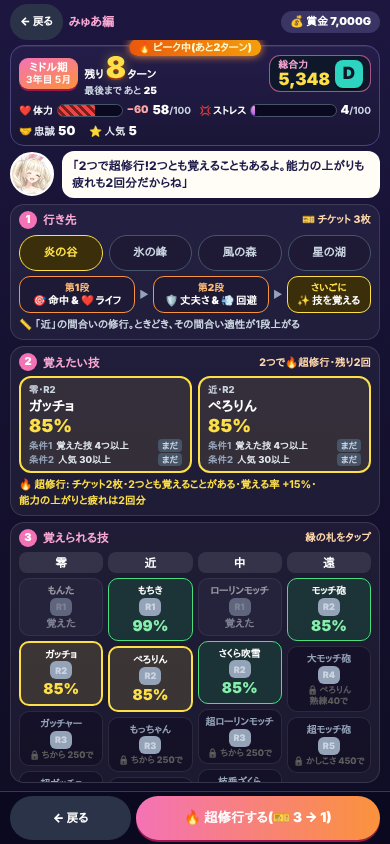 ← 戻る
みゅあ編
💰 賞金 7,000G
🔥 ピーク中(あと2ターン)
ミドル期
3年目 5月
残り8ターン
最後まであと25
総合力
5,348 D
❤️体力 −60 58/100
💢ストレス 4/100
🤝忠誠 50 ⭐人気 5
「2つで超修行!2つとも覚えることもあるよ。能力の上がりも
疲れも2回分だからね」
1 行き先
🎫 チケット 3枚
炎の谷
氷の峰
風の森
星の湖
第1段
🎯 命中 & ❤️ ライフ
▶
第2段
🛡️ 丈夫さ & 💨 回避
▶
さいごに
✨ 技を覚える
📏 「近」の間合いの修行。ときどき、その間合い適性が1段上がる
2 覚えたい技
2つで🔥超修行・残り2回
零・R2
ガッチョ
85%
条件1 覚えた技 4つ以上 まだ
条件2 人気 30以上 まだ
近・R2
ぺろりん
85%
条件1 覚えた技 4つ以上 まだ
条件2 人気 30以上 まだ
🔥 超修行: チケット2枚・2つとも覚えることがある・覚える率 +15%・
能力の上がりと疲れは2回分
3 覚えられる技
緑の札をタップ
零
近
中
遠
もんた
R1
覚えた
もちき
R1
99%
ローリンモッチ
R1
覚えた
モッチ砲
R2
85%
ガッチョ
R2
85%
ぺろりん
R2
85%
さくら吹雪
R2
85%
大モッチ砲
R4
🔒 ぺろりん
熟練40で
ガッチャー
R3
🔒 ちから 250で
もっちゃん
R3
🔒 ちから 250で
超ローリンモッチ
R3
🔒 ちから 250で
超モッチ砲
R5
🔒 かしこさ 450で
← 戻る
🔥 超修行する(🎫 3 → 1)